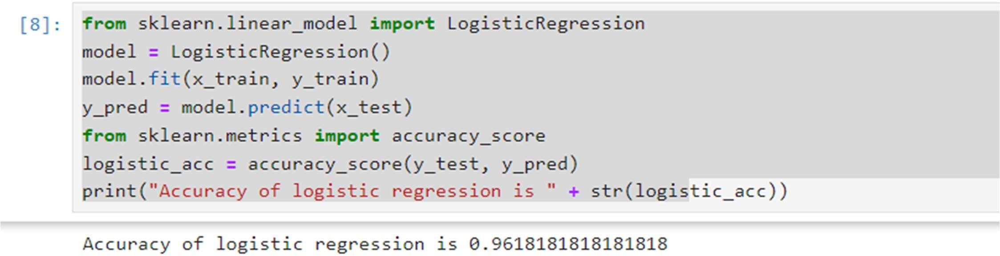 [8]: from sklearn.linear_model import LogisticRegression
model = LogisticRegression()
model.fit(x_train, y_train)
y_pred = model.predict(x_test)
from sklearn.metrics import accuracy_score
logistic_acc = accuracy_score(y_test, y_pred)
print("Accuracy of logistic regression is " + str(logistic_acc))
Accuracy of logistic regression is 0.9618181818181818